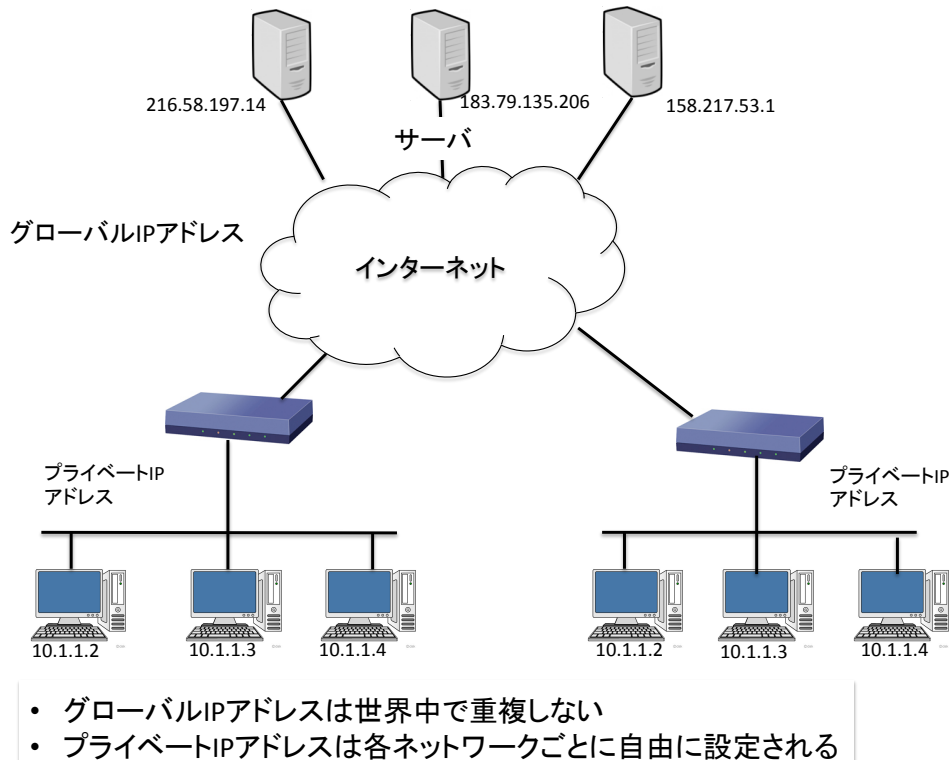 216.58.197.14
183.79.135.206
158.217.53.1
サーバ
グローバルIPアドレス
インターネット
プライベートIP
アドレス
プライベートIP
アドレス
10.1.1.2
10.1.1.3
10.1.1.4
10.1.1.2
10.1.1.3
10.1.1.4
• グローバルIPアドレスは世界中で重複しない
• プライベートIPアドレスは各ネットワークごとに自由に設定される